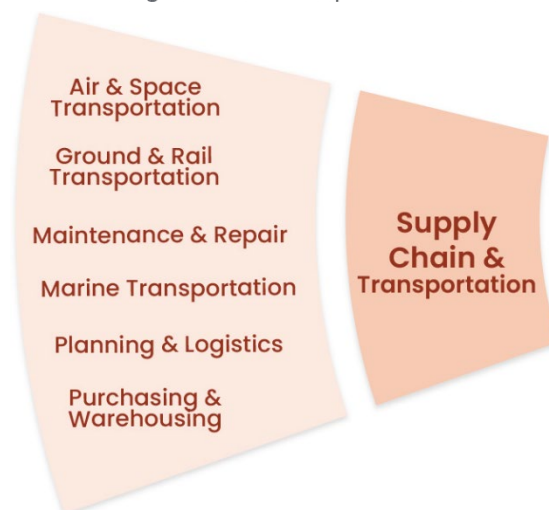 Air & Space
Transportation
Ground & Rail
Transportation
Maintenance & Repair
Marine Transportation
Planning & Logistics
Purchasing &
Warehousing
Supply
Chain &
Transportation